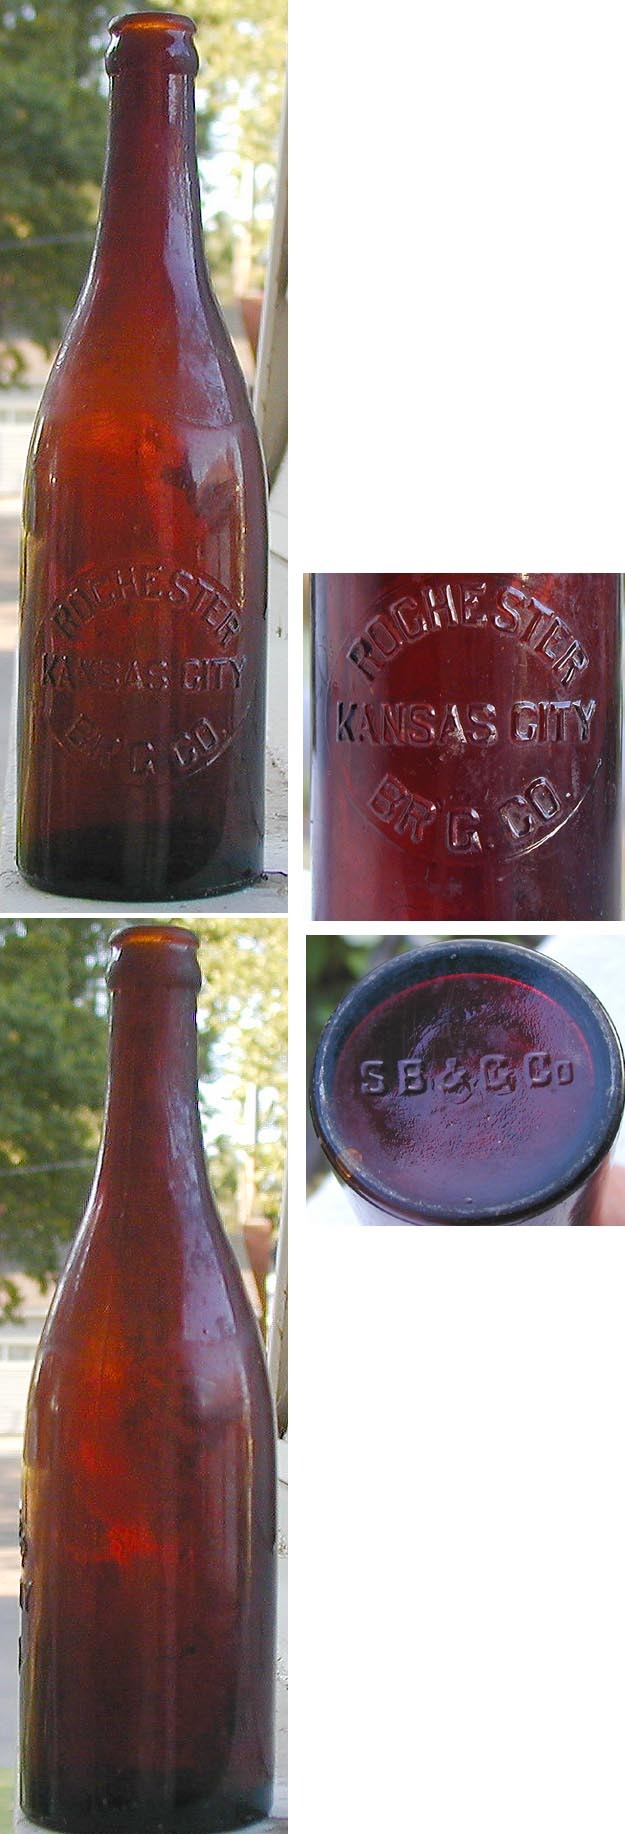 ROCHESTER
KANSAS CITY
BR G. CO.
ROCHESTER
KANSAS CITY
BR G. CO.
S B & G Co